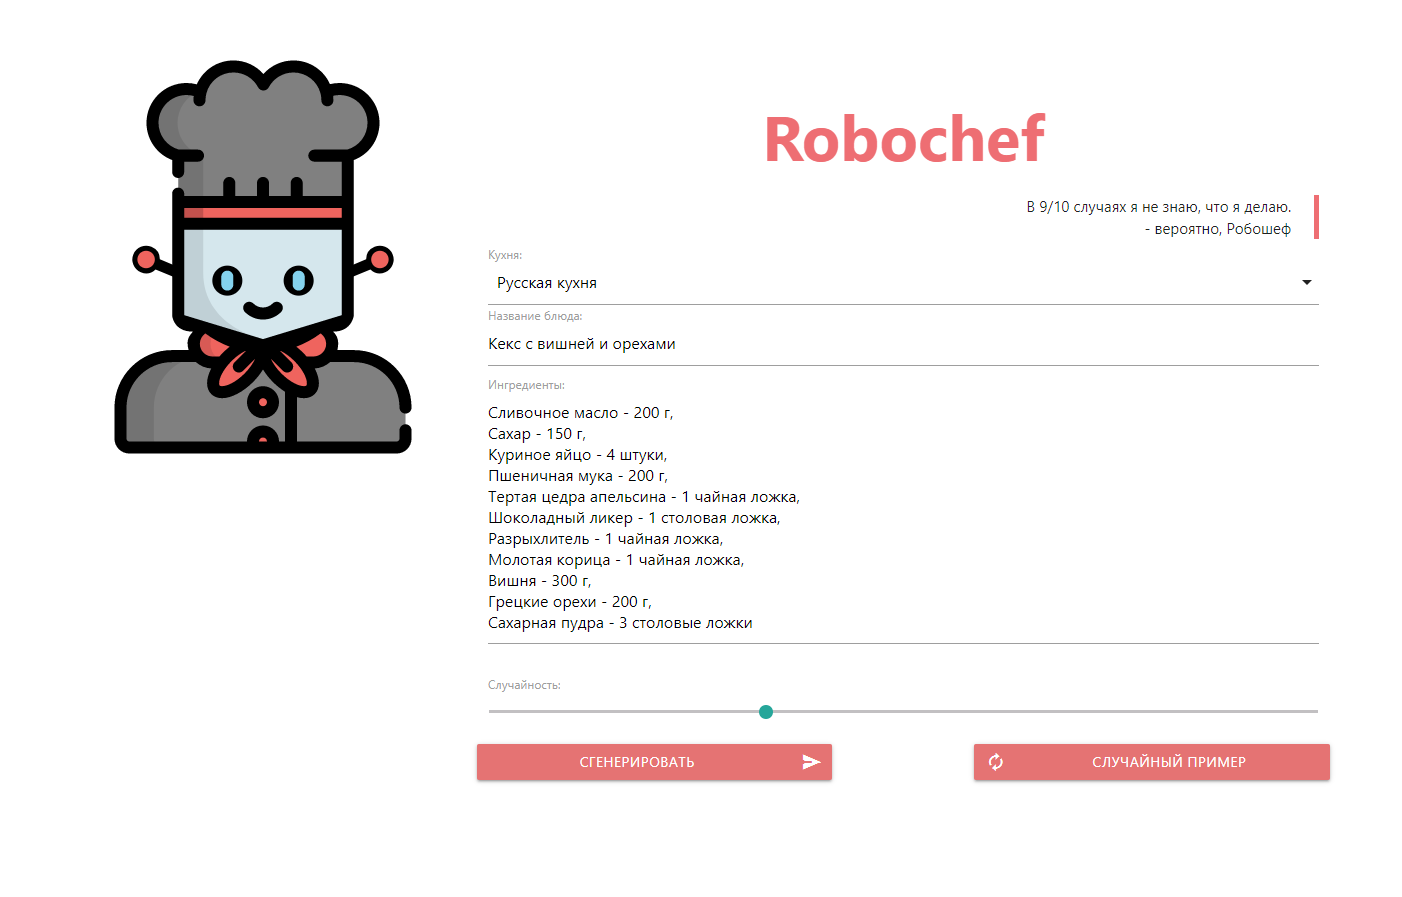 Robochef
В 9/10 случаях я не знаю, что я делаю.
- вероятно, Робошеф
Кухня:
Русская кухня
Название блюда:
Кекс с вишней и орехами
Ингредиенты:
Сливочное масло - 200 г,
Сахар - 150 г,
Куриное яйцо - 4 штуки,
Пшеничная мука - 200 г,
Тертая цедра апельсина - 1 чайная ложка,
Шоколадный ликер - 1 столовая ложка,
Разрыхлитель - 1 чайная ложка,
Молотая корица - 1 чайная ложка,
Вишня - 300 г,
Грецкие орехи - 200 г,
Сахарная пудра - 3 столовые ложки
Случайность:
СГЕНЕРИРОВАТЬ
СЛУЧАЙНЫЙ ПРИМЕР